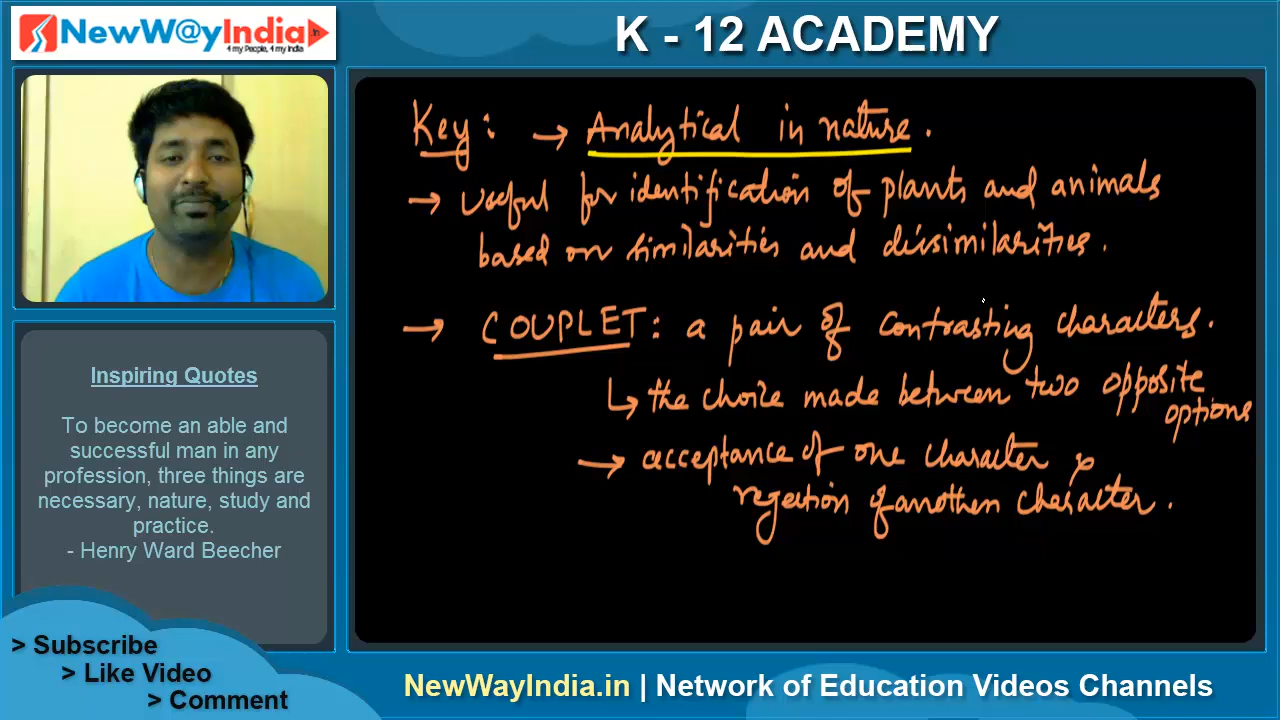 NewW@yIndia.in
4 my People, 4 my India
K - 12 ACADEMY
Key: → Analytical in nature.
→ Useful for identification of plants and animals
based on similarities and dissimilarities.
→ COUPLET: a pair of contrasting characters.
↳ the choice made between two opposite
options
→ acceptance of one character &
rejection of another character.
Inspiring Quotes
To become an able and
successful man in any
profession, three things are
necessary, nature, study and
practice.
- Henry Ward Beecher
> Subscribe
> Like Video
> Comment
NewWayIndia.in | Network of Education Videos Channels